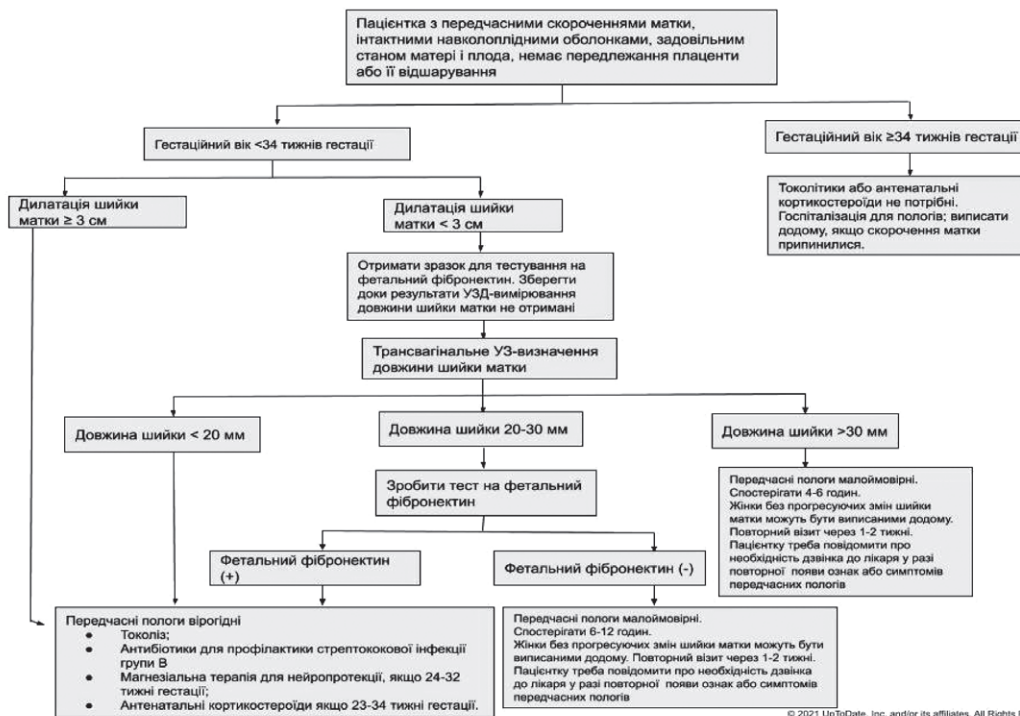 Пацієнтка з передчасними скороченнями матки,
інтактними навколоплідними оболонками, задовільним
станом матері і плода, немає передлежання плаценти
або її відшарування
Гестаційний вік <34 тижнів гестації
Гестаційний вік ≥34 тижнів гестації
Дилатація шийки
матки ≥ 3 см
Дилатація шийки
матки < 3 см
Токолітики або антенатальні
кортикостероїди не потрібні.
Госпіталізація для пологів; виписати
додому, якщо скорочення матки
припинилися.
Отримати зразок для тестування на
фетальний фібронектин. Зберегти
доки результати УЗД-вимірювання
довжини шийки матки не отримані
Трансвагінальне УЗ-визначення
довжини шийки матки
Довжина шийки < 20 мм
Довжина шийки 20-30 мм
Довжина шийки >30 мм
Зробити тест на фетальний
фібронектин
Передчасні пологи малоймовірні.
Спостерігати 4-6 годин.
Жінки без прогресуючих змін шийки
матки можуть бути виписаними додому.
Повторний візит через 1-2 тижні.
Пацієнтку треба повідомити про
необхідність дзвінка до лікаря у разі
повторної появи ознак або симптомів
передчасних пологів
Фетальний фібронектин
(+)
Фетальний фібронектин (-)
Передчасні пологи вірогідні
● Токоліз;
● Антибіотики для профілактики стрептококової інфекції
групи В
● Магнезіальна терапія для нейропротекції, якщо 24-32
тижні гестації;
● Антенатальні кортикостероїди якщо 23-34 тижні гестації.
Передчасні пологи малоймовірні.
Спостерігати 6-12 годин.
Жінки без прогресуючих змін шийки матки можуть бути
виписаними додому. Повторний візит через 1-2 тижні.
Пацієнтку треба повідомити про необхідність дзвінка
до лікаря у разі повторної появи ознак або симптомів
передчасних пологів
© 2021 UpToDate, Inc. and/or its affiliates. All Rights